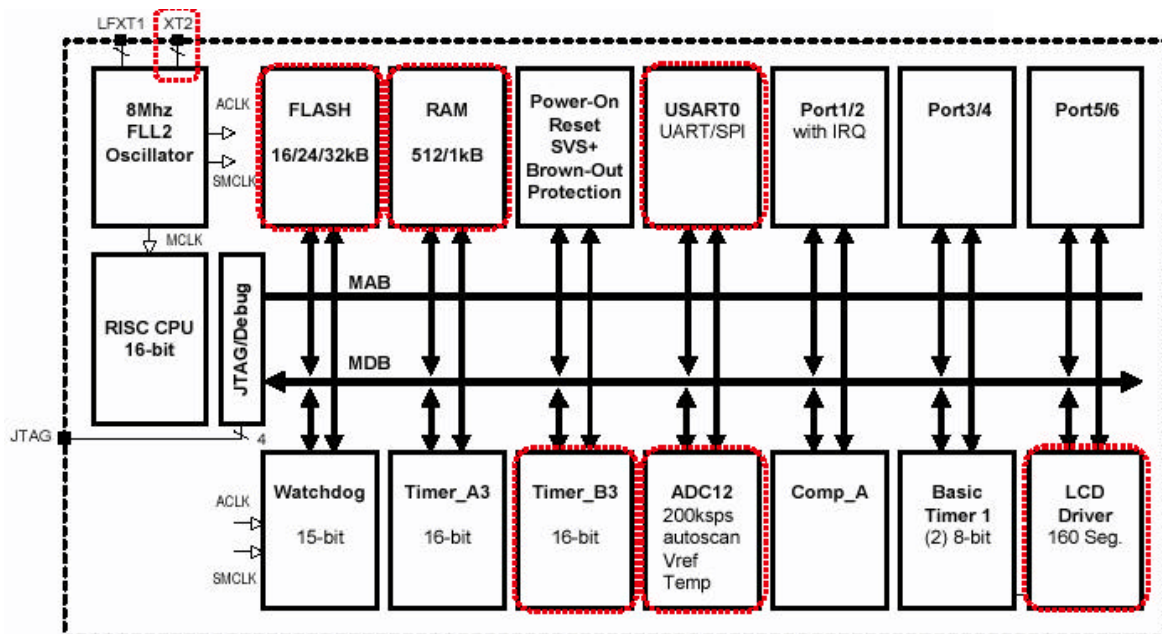 LFXT1
XT2
8Mhz
FLL2
Oscillator
ACLK
SMCLK
FLASH
16/24/32kB
RAM
512/1kB
Power-On
Reset
SVS+
Brown-Out
Protection
USART0
UART/SPI
Port1/2
with IRQ
Port3/4
Port5/6
MCLK
RISC CPU
16-bit
JTAG/Debug
MAB
MDB
JTAG
4
ACLK
SMCLK
Watchdog
15-bit
Timer_A3
16-bit
Timer_B3
16-bit
ADC12
200ksps
autoscan
Vref
Temp
Comp_A
Basic
Timer 1
(2) 8-bit
LCD
Driver
160 Seg.